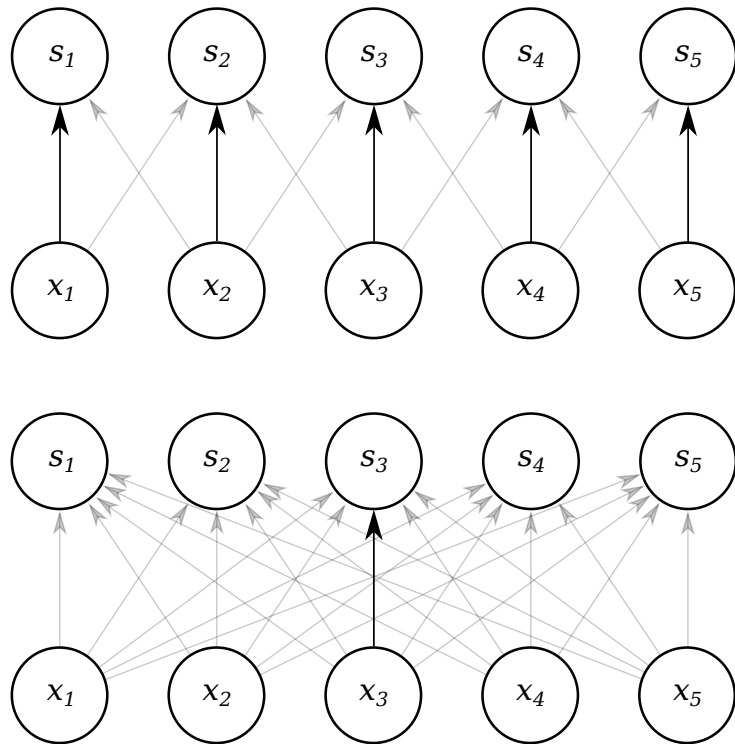 s₁ s₂ s₃ s₄ s₅
x₁ x₂ x₃ x₄ x₅
s₁ s₂ s₃ s₄ s₅
x₁ x₂ x₃ x₄ x₅